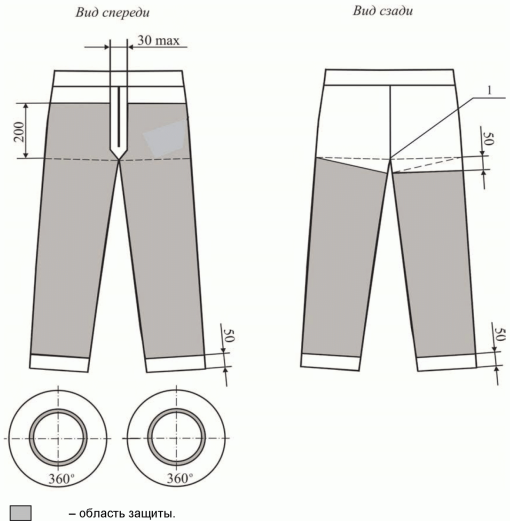 Вид спереди
Вид сзади
30 max
1
200
50
50
50
360°
360°
– область защиты.